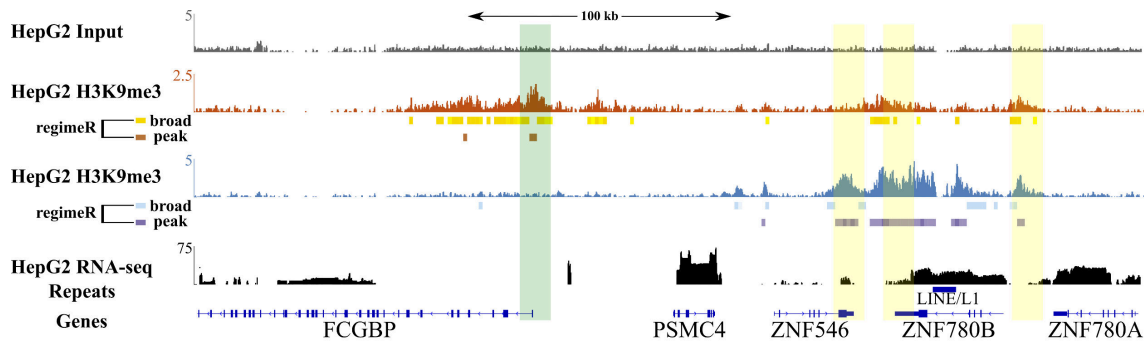 5
100 kb
HepG2 Input
2.5
HepG2 H3K9me3
regimeR broad
peak
5
HepG2 H3K9me3
regimeR broad
peak
75
HepG2 RNA-seq
Repeats
LINE/L1
Genes
FCGBP PSMC4 ZNF546 ZNF780B ZNF780A